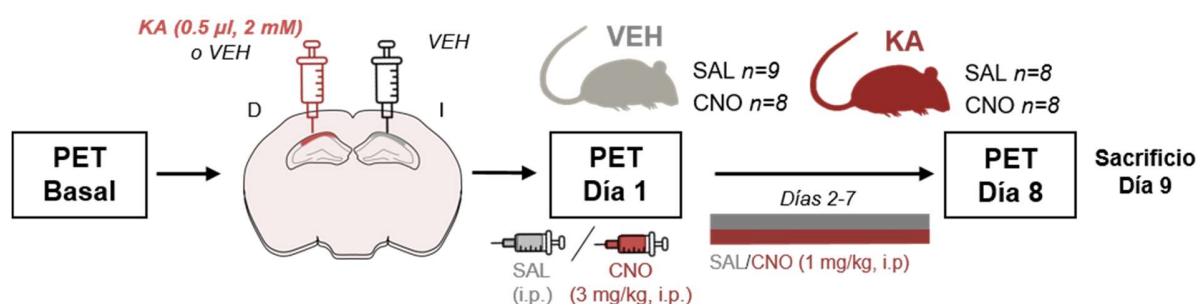 PET
Basal
KA (0.5 µl, 2 mM)
o VEH
VEH
D
I
VEH
SAL n=9
CNO n=8
KA
SAL n=8
CNO n=8
PET
Día 1
SAL
(i.p.)
CNO
(3 mg/kg, i.p.)
Días 2-7
SAL/CNO (1 mg/kg, i.p)
PET
Día 8
Sacrificio
Día 9